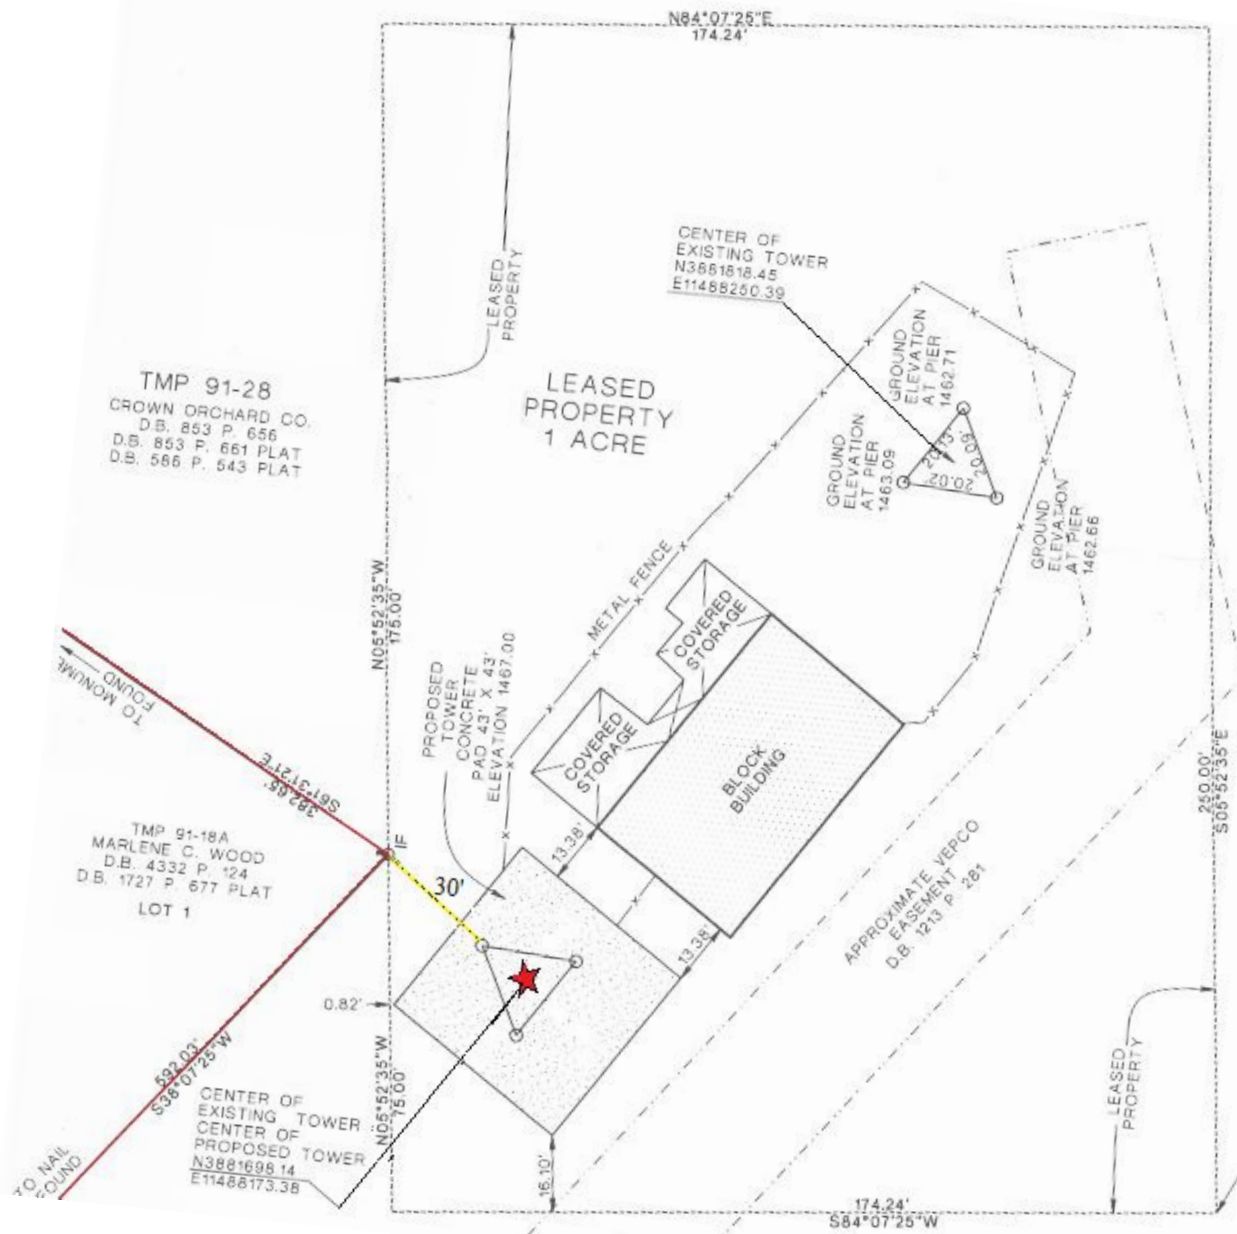 N84°07'25"E
174.24'
LEASED
PROPERTY
CENTER OF
EXISTING TOWER
N3881818.45
E11488250.39
TMP 91-28
CROWN ORCHARD CO.
D.B. 853 P. 656
D.B. 853 P. 661 PLAT
D.B. 586 P. 543 PLAT
LEASED
PROPERTY
1 ACRE
GROUND
ELEVATION
AT PIER
1462.71
GROUND
ELEVATION
AT PIER
1463.09
20.13'
20.09'
20.02'
GROUND
ELEVATION
AT PIER
1462.66
METAL FENCE
N05°52'35"W
175.00'
PROPOSED
TOWER
CONCRETE
PAD 43' X 43'
ELEVATION 1467.00
COVERED
STORAGE
COVERED
STORAGE
BLOCK
BUILDING
TO MONUME
FOUND
S61°31'21"E
382.65'
250.00'
S05°52'35"E
TMP 91-18A
MARLENE C. WOOD
D.B. 4332 P. 124
D.B. 1727 P. 677 PLAT
LOT 1
IF
30'
13.38'
13.38'
APPROXIMATE VEPCO
EASEMENT
D.B. 1213 P. 281
0.82'
592.03'
S38°07'25"W
N05°52'35"W
75.00'
CENTER OF
EXISTING TOWER
CENTER OF
PROPOSED TOWER
N3881698.14
E11488173.38
TO NAIL
FOUND
16.10'
LEASED
PROPERTY
174.24'
S84°07'25"W